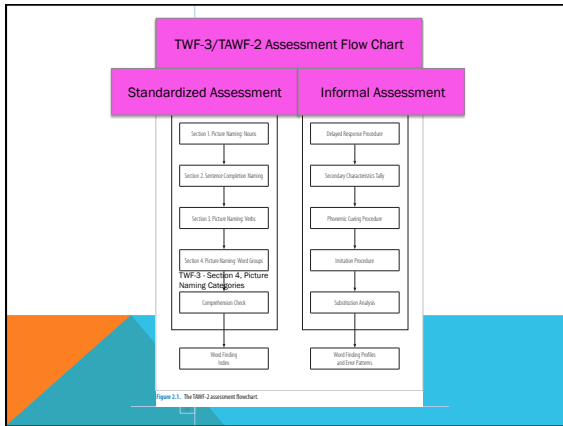 TWF-3/TAWF-2 Assessment Flow Chart
Standardized Assessment
Informal Assessment
Section 1. Picture Naming: Nouns
Section 2. Sentence Completion Naming
Section 3. Picture Naming: Verbs
Section 4. Picture Naming: Word Groups
TWF-3 - Section 4, Picture
Naming Categories
Comprehension Check
Word Finding
Index
Delayed Response Procedure
Secondary Characteristics Tally
Phonemic Cueing Procedure
Imitation Procedure
Substitution Analysis
Word Finding Profiles
and Error Patterns
Figure 2.1. The TAWF-2 assessment flowchart.